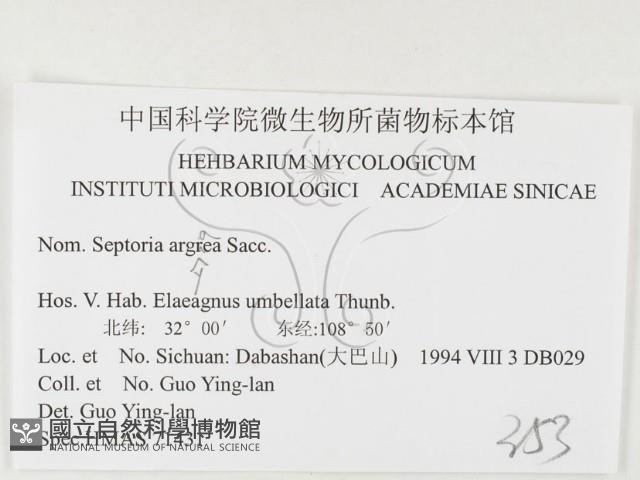 中国科学院微生物所菌物标本馆
HEHBARIUM MYCOLOGICUM
INSTITUTI MICROBIOLOGICI ACADEMIAE SINICAE
Nom. Septoria argrea Sacc.
Hos. V. Hab. Elaeagnus umbellata Thunb.
北纬: 32°00′ 东经:108°50′
Loc. et No. Sichuan: Dabashan(大巴山) 1994 VIII 3 DB029
Coll. et No. Guo Ying-lan
Det. Guo Ying-lan
Spec. HMAS
353
國立自然科學博物館
NATIONAL MUSEUM OF NATURAL SCIENCE